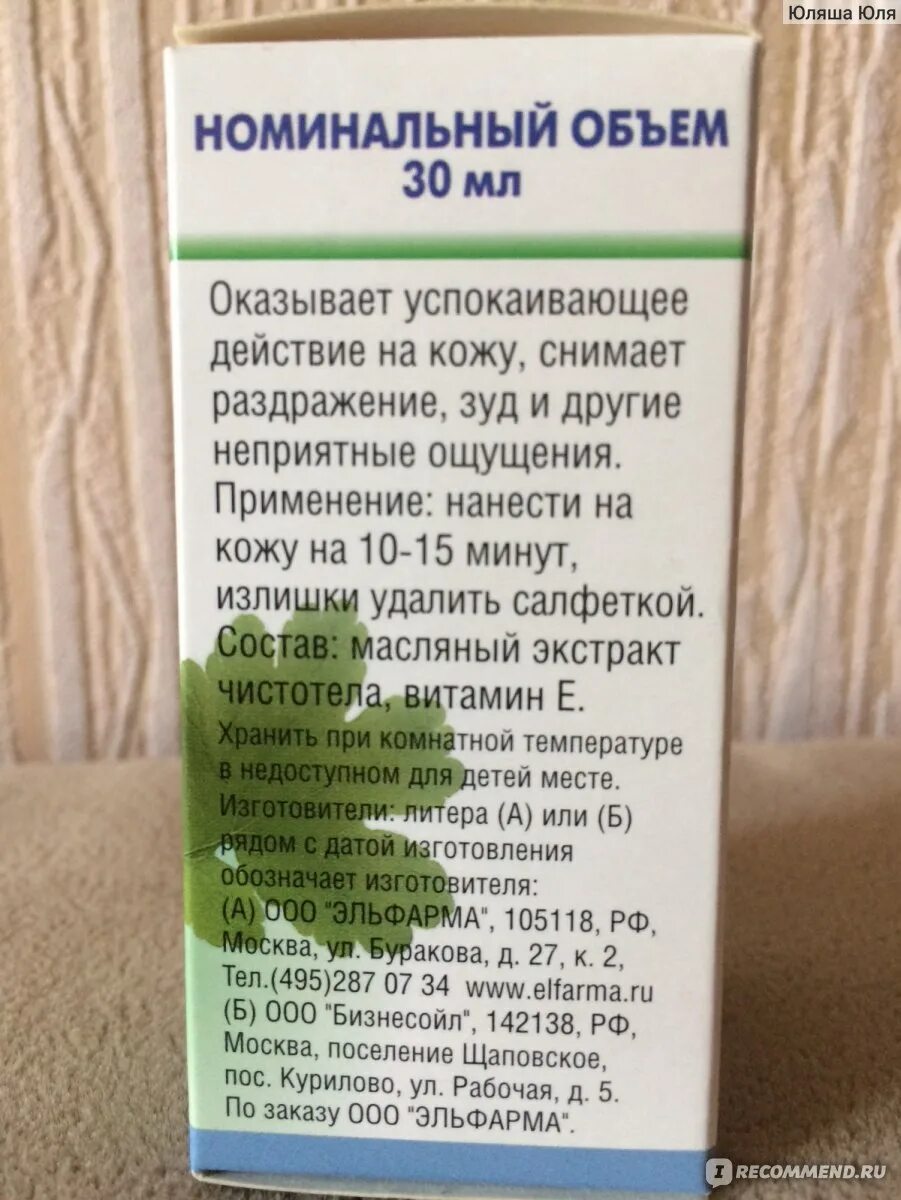 Юляша Юля
НОМИНАЛЬНЫЙ ОБЪЕМ
30 мл
Оказывает успокаивающее
действие на кожу, снимает
раздражение, зуд и другие
неприятные ощущения.
Применение: нанести на
кожу на 10-15 минут,
излишки удалить салфеткой.
Состав: масляный экстракт
чистотела, витамин Е.
Хранить при комнатной температуре
в недоступном для детей месте.
Изготовители: литера (А) или (Б)
рядом с датой изготовления
обозначает изготовителя:
(А) ООО "ЭЛЬФАРМА", 105118, РФ,
Москва, ул. Буракова, д. 27, к. 2,
Тел.(495)287 07 34 www.elfarma.ru
(Б) ООО "Бизнесойл", 142138, РФ,
Москва, поселение Щаповское,
пос. Курилово, ул. Рабочая, д. 5.
По заказу ООО "ЭЛЬФАРМА".
IRECOMMEND.RU